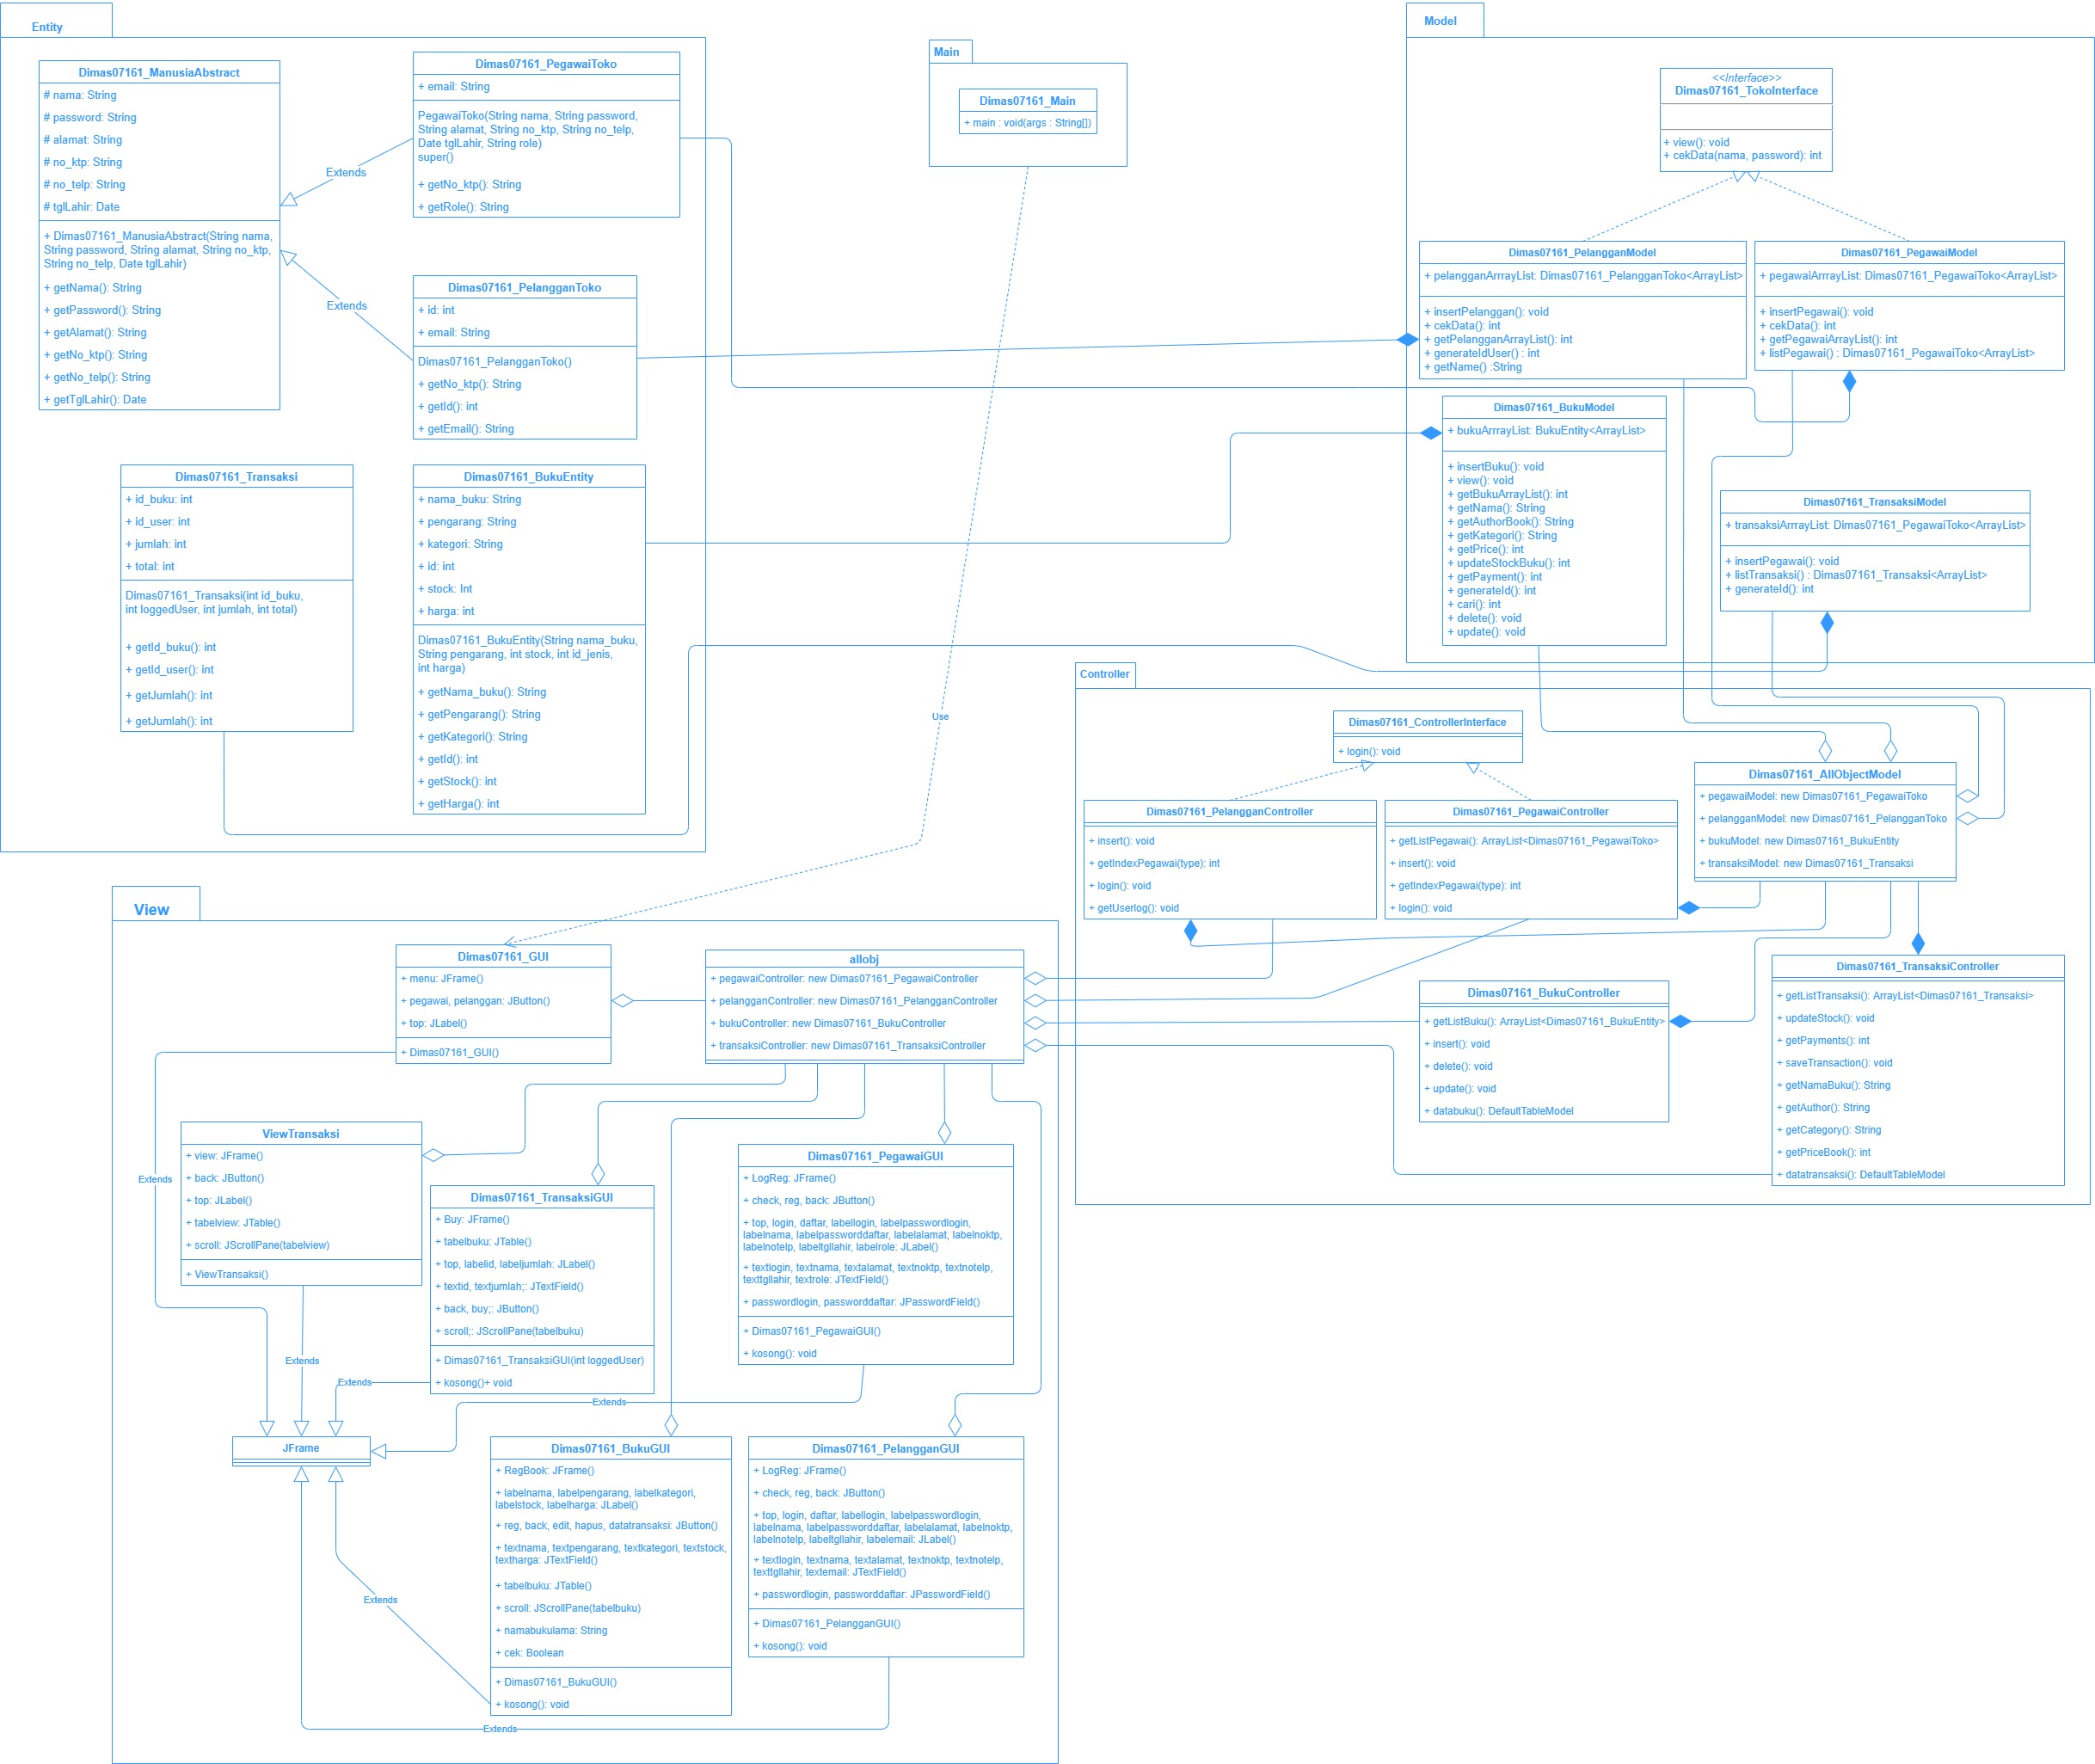 Entity
Dimas07161_ManusiaAbstract
# nama: String
# password: String
# alamat: String
# no_ktp: String
# no_telp: String
# tglLahir: Date
+ Dimas07161_ManusiaAbstract(String nama,
String password, String alamat, String no_ktp,
String no_telp, Date tglLahir)
+ getNama(): String
+ getPassword(): String
+ getAlamat(): String
+ getNo_ktp(): String
+ getNo_telp(): String
+ getTglLahir(): Date
Extends
Extends
Dimas07161_PegawaiToko
+ email: String
PegawaiToko(String nama, String password,
String alamat, String no_ktp, String no_telp,
Date tglLahir, String role)
super()
+ getNo_ktp(): String
+ getRole(): String
Dimas07161_PelangganToko
+ id: int
+ email: String
Dimas07161_PelangganToko()
+ getNo_ktp(): String
+ getId(): int
+ getEmail(): String
Dimas07161_Transaksi
+ id_buku: int
+ id_user: int
+ jumlah: int
+ total: int
Dimas07161_Transaksi(int id_buku,
int loggedUser, int jumlah, int total)
+ getId_buku(): int
+ getId_user(): int
+ getJumlah(): int
+ getJumlah(): int
Dimas07161_BukuEntity
+ nama_buku: String
+ pengarang: String
+ kategori: String
+ id: int
+ stock: Int
+ harga: int
Dimas07161_BukuEntity(String nama_buku,
String pengarang, int stock, int id_jenis,
int harga)
+ getNama_buku(): String
+ getPengarang(): String
+ getKategori(): String
+ getId(): int
+ getStock(): int
+ getHarga(): int
Main
Dimas07161_Main
+ main : void(args : String[])
Use
Model
<<Interface>>
Dimas07161_TokoInterface
+ view(): void
+ cekData(nama, password): int
Dimas07161_PelangganModel
+ pelangganArrrayList: Dimas07161_PelangganToko<ArrayList>
+ insertPelanggan(): void
+ cekData(): int
+ getPelangganArrayList(): int
+ generateIdUser() : int
+ getName() :String
Dimas07161_PegawaiModel
+ pegawaiArrrayList: Dimas07161_PegawaiToko<ArrayList>
+ insertPegawai(): void
+ cekData(): int
+ getPegawaiArrayList(): int
+ listPegawai() : Dimas07161_PegawaiToko<ArrayList>
Dimas07161_BukuModel
+ bukuArrrayList: BukuEntity<ArrayList>
+ insertBuku(): void
+ view(): void
+ getBukuArrayList(): int
+ getNama(): String
+ getAuthorBook(): String
+ getKategori(): String
+ getPrice(): int
+ updateStockBuku(): int
+ getPayment(): int
+ generateId(): int
+ cari(): int
+ delete(): void
+ update(): void
Dimas07161_TransaksiModel
+ transaksiArrrayList: Dimas07161_PegawaiToko<ArrayList>
+ insertPegawai(): void
+ listTransaksi() : Dimas07161_Transaksi<ArrayList>
+ generateId(): int
Controller
Dimas07161_ControllerInterface
+ login(): void
Dimas07161_PelangganController
+ insert(): void
+ getIndexPegawai(type): int
+ login(): void
+ getUserlog(): void
Dimas07161_PegawaiController
+ getListPegawai(): ArrayList<Dimas07161_PegawaiToko>
+ insert(): void
+ getIndexPegawai(type): int
+ login(): void
Dimas07161_AllObjectModel
+ pegawaiModel: new Dimas07161_PegawaiToko
+ pelangganModel: new Dimas07161_PelangganToko
+ bukuModel: new Dimas07161_BukuEntity
+ transaksiModel: new Dimas07161_Transaksi
Dimas07161_BukuController
+ getListBuku(): ArrayList<Dimas07161_BukuEntity>
+ insert(): void
+ delete(): void
+ update(): void
+ databuku(): DefaultTableModel
Dimas07161_TransaksiController
+ getListTransaksi(): ArrayList<Dimas07161_Transaksi>
+ updateStock(): void
+ getPayments(): int
+ saveTransaction(): void
+ getNamaBuku(): String
+ getAuthor(): String
+ getCategory(): String
+ getPriceBook(): int
+ datatransaksi(): DefaultTableModel
View
Dimas07161_GUI
+ menu: JFrame()
+ pegawai, pelanggan: JButton()
+ top: JLabel()
+ Dimas07161_GUI()
allobj
+ pegawaiController: new Dimas07161_PegawaiController
+ pelangganController: new Dimas07161_PelangganController
+ bukuController: new Dimas07161_BukuController
+ transaksiController: new Dimas07161_TransaksiController
ViewTransaksi
+ view: JFrame()
+ back: JButton()
+ top: JLabel()
+ tabelview: JTable()
+ scroll: JScrollPane(tabelview)
+ ViewTransaksi()
Extends
Dimas07161_TransaksiGUI
+ Buy: JFrame()
+ tabelbuku: JTable()
+ top, labelid, labeljumlah: JLabel()
+ textid, textjumlah;: JTextField()
+ back, buy;: JButton()
+ scroll;: JScrollPane(tabelbuku)
+ Dimas07161_TransaksiGUI(int loggedUser)
+ kosong()+ void
Dimas07161_PegawaiGUI
+ LogReg: JFrame()
+ check, reg, back: JButton()
+ top, login, daftar, labellogin, labelpasswordlogin,
labelnama, labelpassworddaftar, labelalamat, labelnoktp,
labelnotelp, labeltgllahir, labelrole: JLabel()
+ textlogin, textnama, textalamat, textnoktp, textnotelp,
texttgllahir, textrole: JTextField()
+ passwordlogin, passworddaftar: JPasswordField()
+ Dimas07161_PegawaiGUI()
+ kosong(): void
Extends
Extends
Extends
JFrame
Dimas07161_BukuGUI
+ RegBook: JFrame()
+ labelnama, labelpengarang, labelkategori,
labelstock, labelharga: JLabel()
+ reg, back, edit, hapus, datatransaksi: JButton()
+ textnama, textpengarang, textkategori, textstock,
textharga: JTextField()
+ tabelbuku: JTable()
+ scroll: JScrollPane(tabelbuku)
+ namabukulama: String
+ cek: Boolean
+ Dimas07161_BukuGUI()
+ kosong(): void
Dimas07161_PelangganGUI
+ LogReg: JFrame()
+ check, reg, back: JButton()
+ top, login, daftar, labellogin, labelpasswordlogin,
labelnama, labelpassworddaftar, labelalamat, labelnoktp,
labelnotelp, labeltgllahir, labelemail: JLabel()
+ textlogin, textnama, textalamat, textnoktp, textnotelp,
texttgllahir, textemail: JTextField()
+ passwordlogin, passworddaftar: JPasswordField()
+ Dimas07161_PelangganGUI()
+ kosong(): void
Extends
Extends